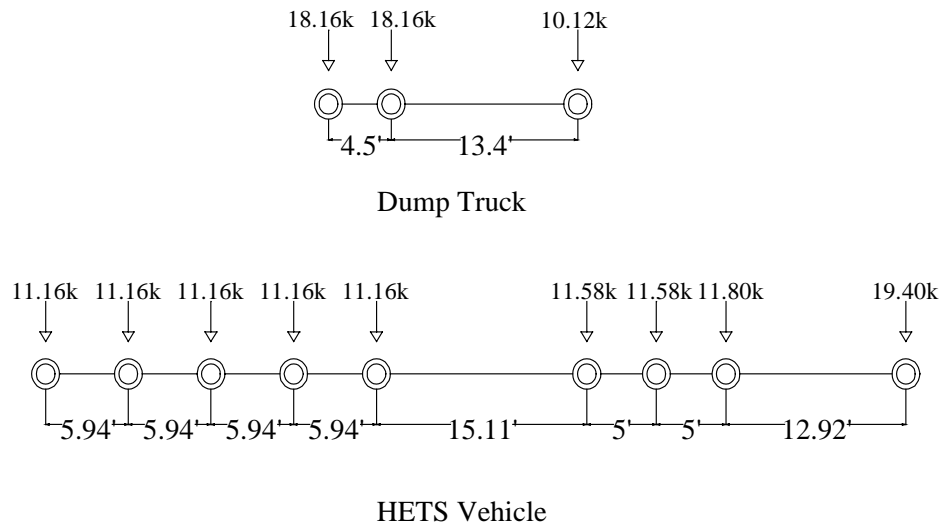 18.16k 18.16k 10.12k
4.5' 13.4'
Dump Truck
11.16k 11.16k 11.16k 11.16k 11.16k 11.58k 11.58k 11.80k 19.40k
5.94' 5.94' 5.94' 5.94' 15.11' 5' 5' 12.92'
HETS Vehicle